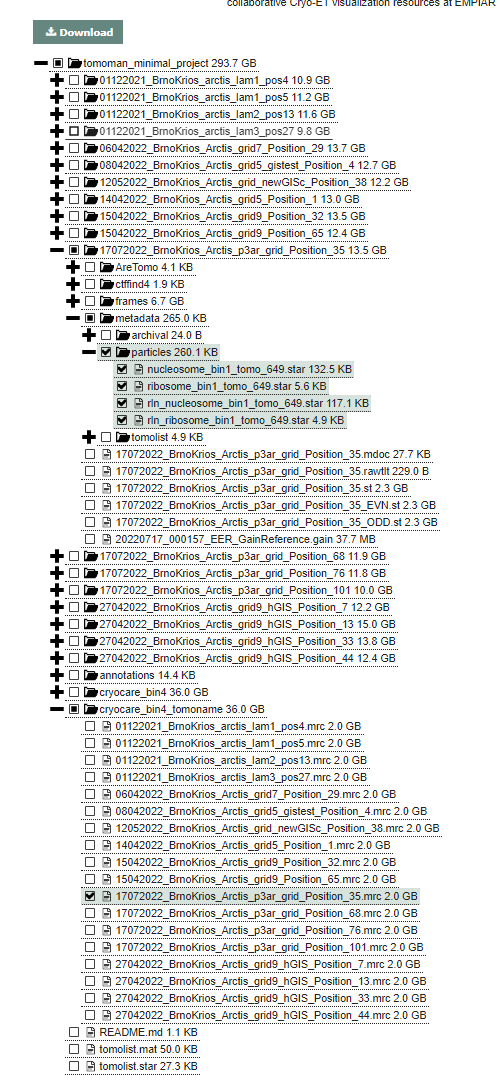 collaborative Cryo-ET visualization resources at EMPIAR
Download
tomoman_minimal_project 293.7 GB
01122021_BrnoKrios_arctis_lam1_pos4 10.9 GB
01122021_BrnoKrios_arctis_lam1_pos5 11.2 GB
01122021_BrnoKrios_arctis_lam2_pos13 11.6 GB
01122021_BrnoKrios_arctis_lam3_pos27 9.8 GB
06042022_BrnoKrios_Arctis_grid7_Position_29 13.7 GB
08042022_BrnoKrios_Arctis_grid5_gistest_Position_4 12.7 GB
12052022_BrnoKrios_Arctis_grid_newGISc_Position_38 12.2 GB
14042022_BrnoKrios_Arctis_grid5_Position_1 13.0 GB
15042022_BrnoKrios_Arctis_grid9_Position_32 13.5 GB
15042022_BrnoKrios_Arctis_grid9_Position_65 12.4 GB
17072022_BrnoKrios_Arctis_p3ar_grid_Position_35 13.5 GB
AreTomo 4.1 KB
ctffind4 1.9 KB
frames 6.7 GB
metadata 265.0 KB
archival 24.0 B
particles 260.1 KB
nucleosome_bin1_tomo_649.star 132.5 KB
ribosome_bin1_tomo_649.star 5.6 KB
rln_nucleosome_bin1_tomo_649.star 117.1 KB
rln_ribosome_bin1_tomo_649.star 4.9 KB
tomolist 4.9 KB
17072022_BrnoKrios_Arctis_p3ar_grid_Position_35.mdoc 27.7 KB
17072022_BrnoKrios_Arctis_p3ar_grid_Position_35.rawtlt 229.0 B
17072022_BrnoKrios_Arctis_p3ar_grid_Position_35.st 2.3 GB
17072022_BrnoKrios_Arctis_p3ar_grid_Position_35_EVN.st 2.3 GB
17072022_BrnoKrios_Arctis_p3ar_grid_Position_35_ODD.st 2.3 GB
20220717_000157_EER_GainReference.gain 37.7 MB
17072022_BrnoKrios_Arctis_p3ar_grid_Position_68 11.9 GB
17072022_BrnoKrios_Arctis_p3ar_grid_Position_76 11.8 GB
17072022_BrnoKrios_Arctis_p3ar_grid_Position_101 10.0 GB
27042022_BrnoKrios_Arctis_grid9_hGIS_Position_7 12.2 GB
27042022_BrnoKrios_Arctis_grid9_hGIS_Position_13 15.0 GB
27042022_BrnoKrios_Arctis_grid9_hGIS_Position_33 13.8 GB
27042022_BrnoKrios_Arctis_grid9_hGIS_Position_44 12.4 GB
annotations 14.4 KB
cryocare_bin4 36.0 GB
cryocare_bin4_tomoname 36.0 GB
01122021_BrnoKrios_arctis_lam1_pos4.mrc 2.0 GB
01122021_BrnoKrios_arctis_lam1_pos5.mrc 2.0 GB
01122021_BrnoKrios_arctis_lam2_pos13.mrc 2.0 GB
01122021_BrnoKrios_arctis_lam3_pos27.mrc 2.0 GB
06042022_BrnoKrios_Arctis_grid7_Position_29.mrc 2.0 GB
08042022_BrnoKrios_Arctis_grid5_gistest_Position_4.mrc 2.0 GB
12052022_BrnoKrios_Arctis_grid_newGISc_Position_38.mrc 2.0 GB
14042022_BrnoKrios_Arctis_grid5_Position_1.mrc 2.0 GB
15042022_BrnoKrios_Arctis_grid9_Position_32.mrc 2.0 GB
15042022_BrnoKrios_Arctis_grid9_Position_65.mrc 2.0 GB
17072022_BrnoKrios_Arctis_p3ar_grid_Position_35.mrc 2.0 GB
17072022_BrnoKrios_Arctis_p3ar_grid_Position_68.mrc 2.0 GB
17072022_BrnoKrios_Arctis_p3ar_grid_Position_76.mrc 2.0 GB
17072022_BrnoKrios_Arctis_p3ar_grid_Position_101.mrc 2.0 GB
27042022_BrnoKrios_Arctis_grid9_hGIS_Position_7.mrc 2.0 GB
27042022_BrnoKrios_Arctis_grid9_hGIS_Position_13.mrc 2.0 GB
27042022_BrnoKrios_Arctis_grid9_hGIS_Position_33.mrc 2.0 GB
27042022_BrnoKrios_Arctis_grid9_hGIS_Position_44.mrc 2.0 GB
README.md 1.1 KB
tomolist.mat 50.0 KB
tomolist.star 27.3 KB